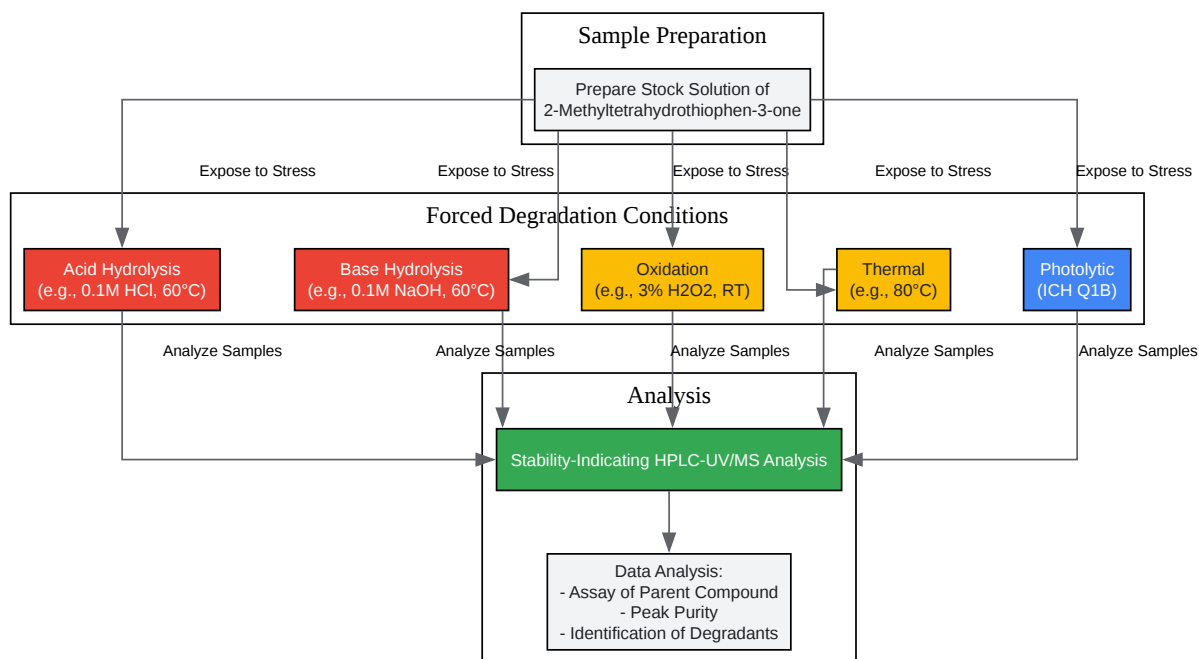 Sample Preparation
Prepare Stock Solution of
2-Methyltetrahydrothiophen-3-one
Expose to Stress
Expose to Stress
Expose to Stress
Expose to Stress
Expose to Stress
Forced Degradation Conditions
Acid Hydrolysis
(e.g., 0.1M HCl, 60°C)
Base Hydrolysis
(e.g., 0.1M NaOH, 60°C)
Oxidation
(e.g., 3% H2O2, RT)
Thermal
(e.g., 80°C)
Photolytic
(ICH Q1B)
Analyze Samples
Analyze Samples
Analyze Samples
Analyze Samples
Analyze Samples
Analysis
Stability-Indicating HPLC-UV/MS Analysis
Data Analysis:
- Assay of Parent Compound
- Peak Purity
- Identification of Degradants